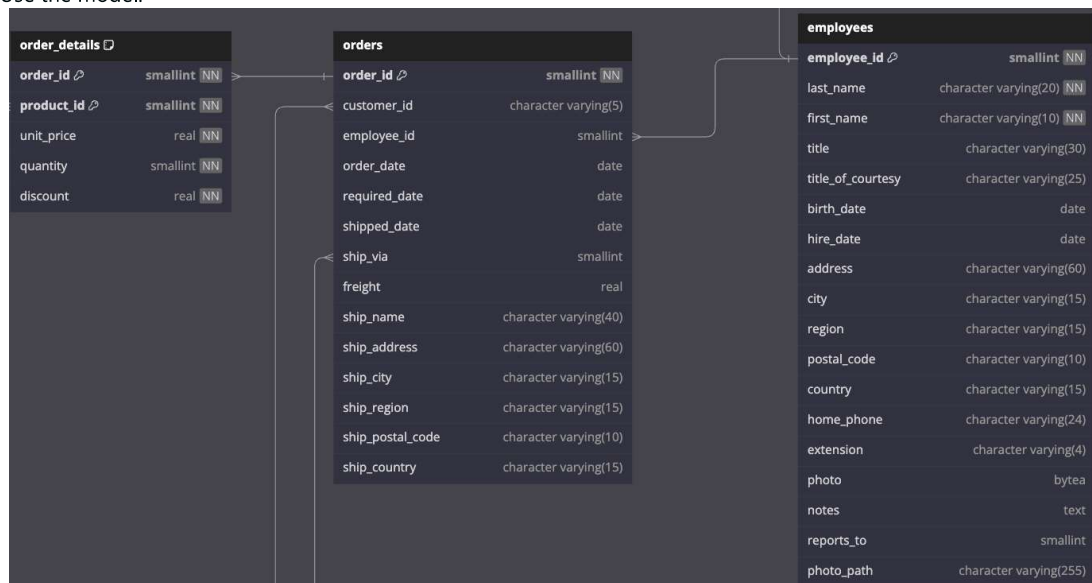 Use the model.
order_details
order_id smallint NN
product_id smallint NN
unit_price real NN
quantity smallint NN
discount real NN
orders
order_id smallint NN
customer_id character varying(5)
employee_id smallint
order_date date
required_date date
shipped_date date
ship_via smallint
freight real
ship_name character varying(40)
ship_address character varying(60)
ship_city character varying(15)
ship_region character varying(15)
ship_postal_code character varying(10)
ship_country character varying(15)
employees
employee_id smallint NN
last_name character varying(20) NN
first_name character varying(10) NN
title character varying(30)
title_of_courtesy character varying(25)
birth_date date
hire_date date
address character varying(60)
city character varying(15)
region character varying(15)
postal_code character varying(10)
country character varying(15)
home_phone character varying(24)
extension character varying(4)
photo bytea
notes text
reports_to smallint
photo_path character varying(255)